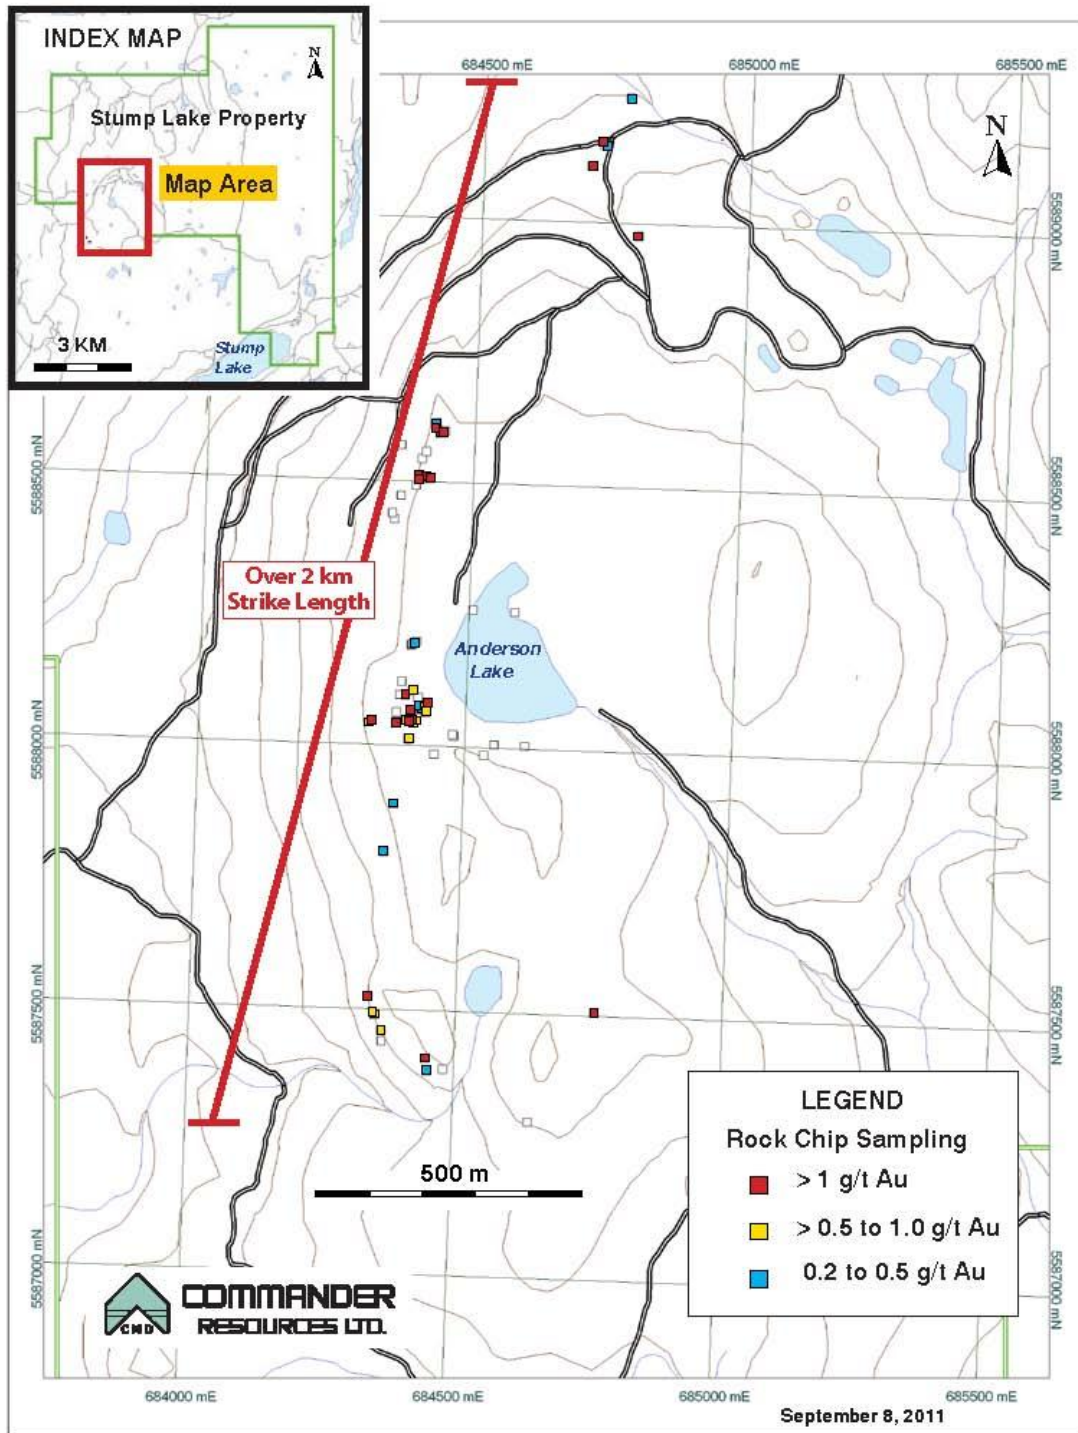 INDEX MAP
N
Stump Lake Property
Map Area
3 KM
Stump
Lake
684500 mE
685000 mE
685500 mE
N
5589000 mN
5588500 mN
5588500 mN
Over 2 km
Strike Length
Anderson
Lake
5588000 mN
5588000 mN
5587500 mN
5587500 mN
500 m
LEGEND
Rock Chip Sampling
> 1 g/t Au
> 0.5 to 1.0 g/t Au
0.2 to 0.5 g/t Au
5587000 mN
5587000 mN
CMD
COMMANDER
RESOURCES LTD.
684000 mE
684500 mE
685000 mE
685500 mE
September 8, 2011